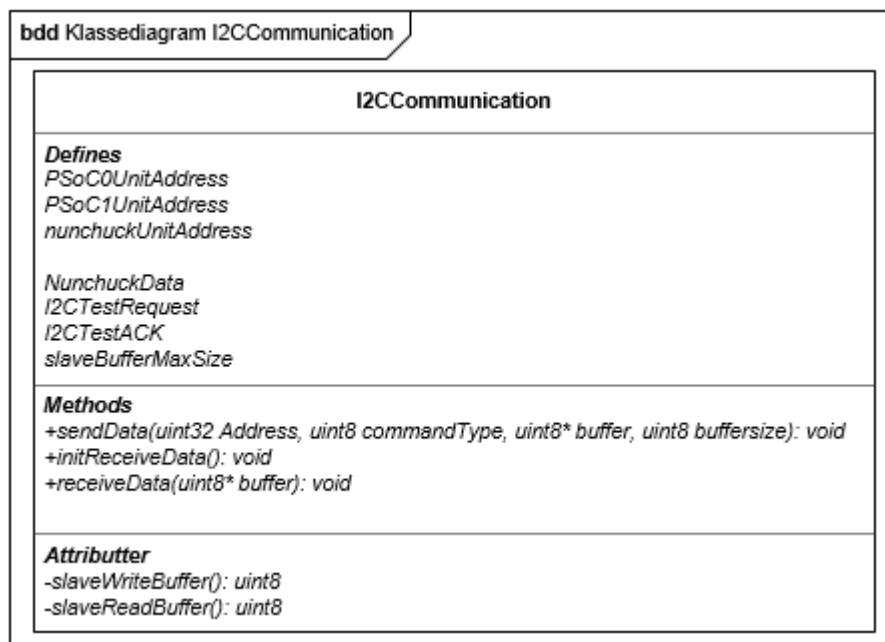 bdd Klassediagram I2CCommunication
I2CCommunication
Defines
PSoC0UnitAddress
PSoC1UnitAddress
nunchuckUnitAddress
NunchuckData
I2CTestRequest
I2CTestACK
slaveBufferMaxSize
Methods
+sendData(uint32 Address, uint8 commandType, uint8* buffer, uint8 buffersize): void
+initReceiveData(): void
+receiveData(uint8* buffer): void
Attributter
-slaveWriteBuffer(): uint8
-slaveReadBuffer(): uint8